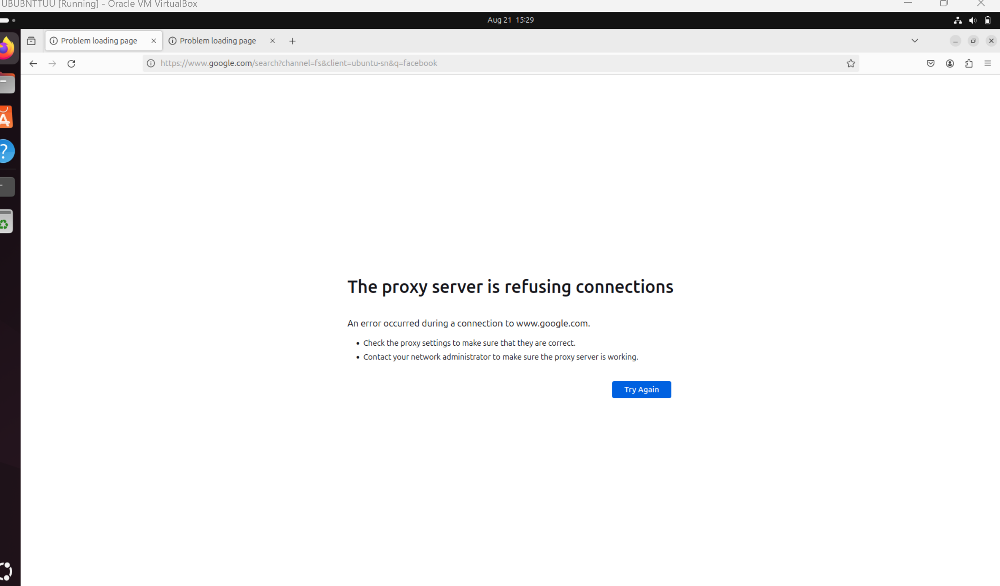 UBUBNTTUU [Running] - Oracle VM VirtualBox
Aug 21 15:29
Problem loading page
Problem loading page
https://www.google.com/search?channel=fs&client=ubuntu-sn&q=facebook
The proxy server is refusing connections
An error occurred during a connection to www.google.com.
• Check the proxy settings to make sure that they are correct.
• Contact your network administrator to make sure the proxy server is working.
Try Again